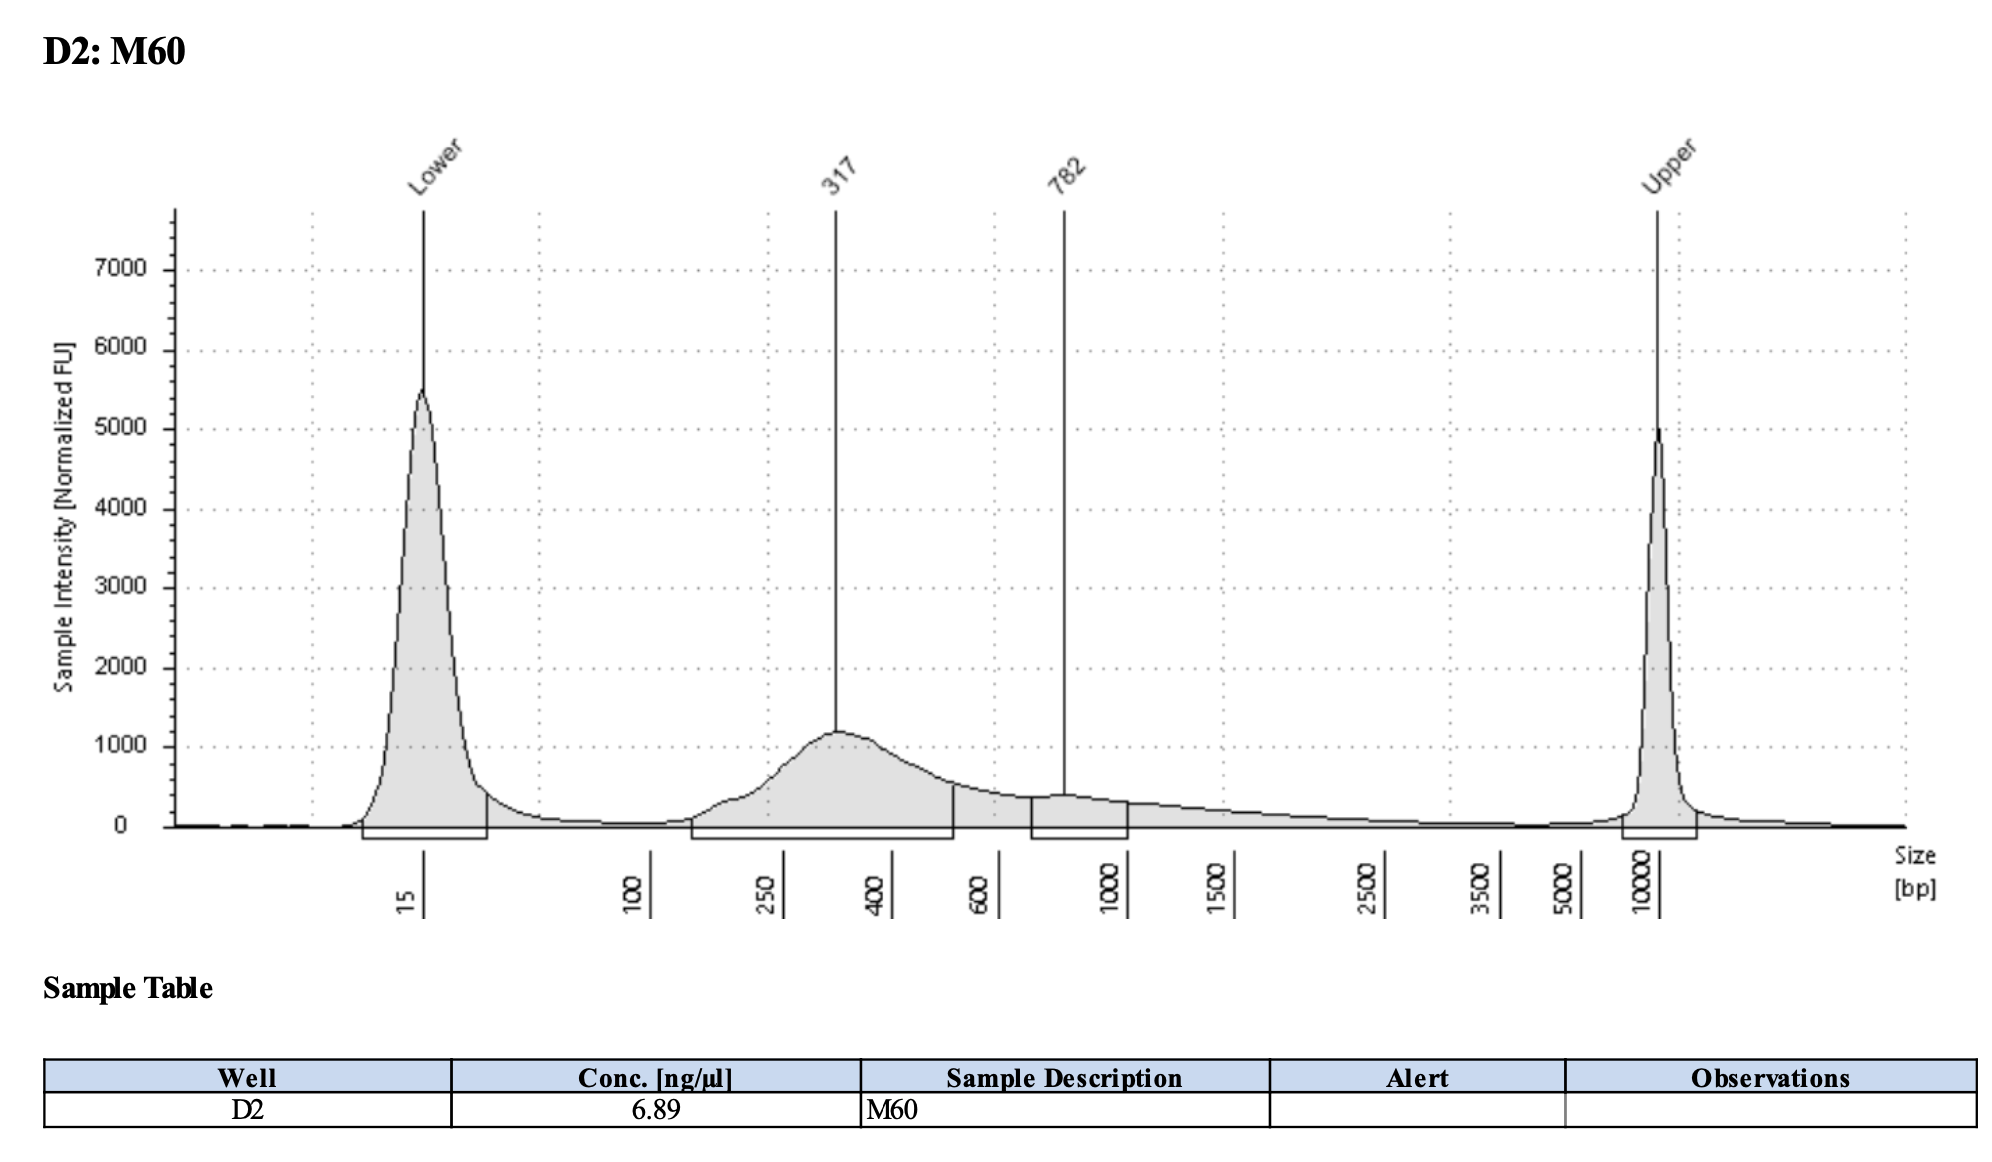 D2: M60
Lower
317
782
Upper
Sample Intensity [Normalized FU]
7000
6000
5000
4000
3000
2000
1000
0
15
100
250
400
600
1000
1500
2500
3500
5000
10000
Size
[bp]
Sample Table
Well Conc. [ng/µl] Sample Description Alert Observations
D2 6.89 M60